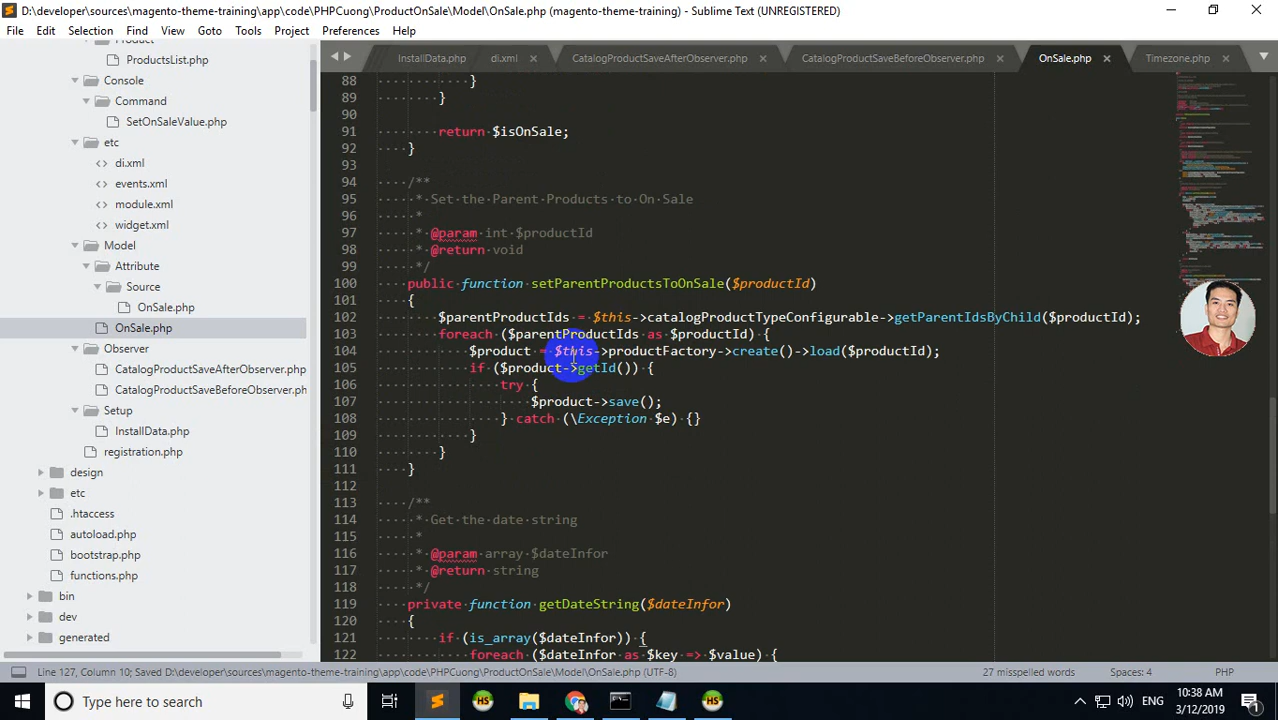 D:\developer\sources\magento-theme-training\app\code\PHPCuong\ProductOnSale\Model\OnSale.php (magento-theme-training) - Sublime Text (UNREGISTERED)
File Edit Selection Find View Goto Tools Project Preferences Help
InstallData.php di.xml CatalogProductSaveAfterObserver.php CatalogProductSaveBeforeObserver.php OnSale.php Timezone.php
Product
ProductsList.php
Console
Command
SetOnSaleValue.php
etc
di.xml
events.xml
module.xml
widget.xml
Model
Attribute
Source
OnSale.php
OnSale.php
Observer
CatalogProductSaveAfterObserver.php
CatalogProductSaveBeforeObserver.php
Setup
InstallData.php
registration.php
design
etc
.htaccess
autoload.php
bootstrap.php
functions.php
bin
dev
generated
88 }
89 }
90
91 return $isOnSale;
92 }
93
94 /**
95 * Set the Parent Products to On Sale
96 *
97 * @param int $productId
98 * @return void
99 */
100 public function setParentProductsToOnSale($productId)
101 {
102 $parentProductIds = $this->catalogProductTypeConfigurable->getParentIdsByChild($productId);
103 foreach ($parentProductIds as $productId) {
104 $product = $this->productFactory->create()->load($productId);
105 if ($product->getId()) {
106 try {
107 $product->save();
108 } catch (\Exception $e) {}
109 }
110 }
111 }
112
113 /**
114 * Get the date string
115 *
116 * @param array $dateInfor
117 * @return string
118 */
119 private function getDateString($dateInfor)
120 {
121 if (is_array($dateInfor)) {
122 foreach ($dateInfor as $key => $value) {
Line 127, Column 10; Saved D:\developer\sources\magento-theme-training\app\code\PHPCuong\ProductOnSale\Model\OnSale.php (UTF-8) 27 misspelled words Spaces: 4 PHP
Type here to search
ENG
10:38 AM
3/12/2019
1